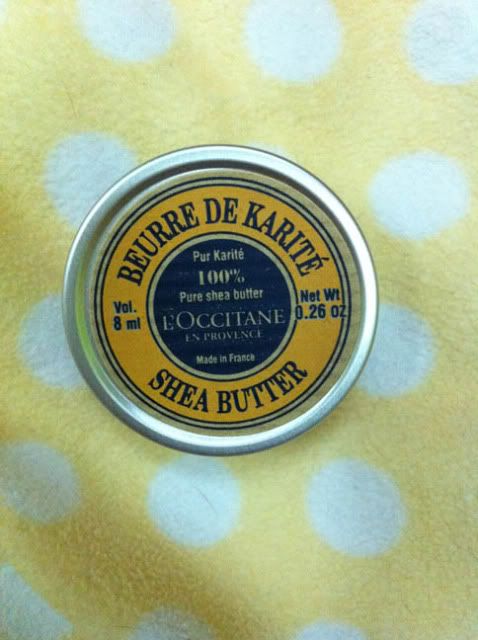 BEURRE DE KARITÉ
Pur Karité
100%
Pure shea butter
L'OCCITANE
EN PROVENCE
Made in France
Vol.
8 ml
Net Wt
0.26 oz
SHEA BUTTER